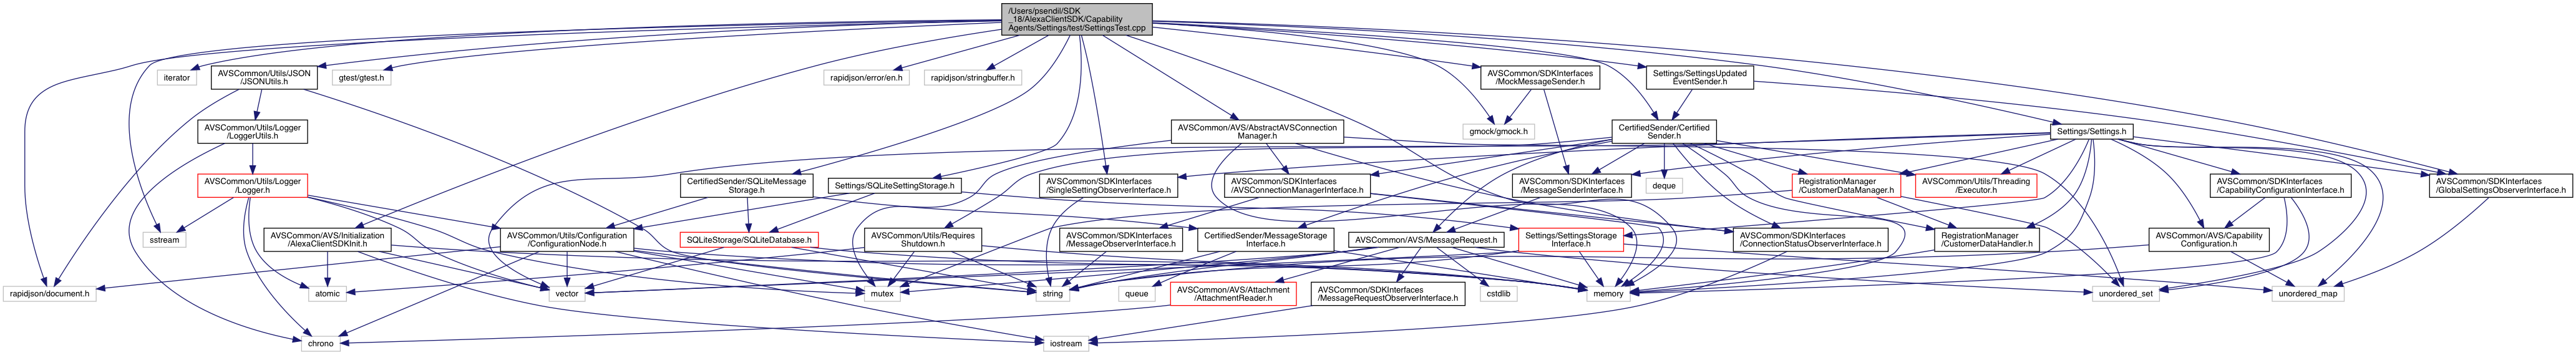 /Users/psendil/SDK
_18/AlexaClientSDK/Capability
Agents/Settings/test/SettingsTest.cpp
iterator
AVSCommon/Utils/JSON
/JSONUtils.h
gtest/gtest.h
rapidjson/error/en.h
rapidjson/stringbuffer.h
AVSCommon/SDKInterfaces
/MockMessageSender.h
Settings/SettingsUpdated
EventSender.h
AVSCommon/Utils/Logger
/LoggerUtils.h
AVSCommon/AVS/AbstractAVSConnection
Manager.h
gmock/gmock.h
CertifiedSender/Certified
Sender.h
Settings/Settings.h
AVSCommon/Utils/Logger
/Logger.h
CertifiedSender/SQLiteMessage
Storage.h
Settings/SQLiteSettingStorage.h
AVSCommon/SDKInterfaces
/SingleSettingObserverInterface.h
AVSCommon/SDKInterfaces
/AVSConnectionManagerInterface.h
AVSCommon/SDKInterfaces
/MessageSenderInterface.h
deque
RegistrationManager
/CustomerDataManager.h
AVSCommon/Utils/Threading
/Executor.h
AVSCommon/SDKInterfaces
/CapabilityConfigurationInterface.h
AVSCommon/SDKInterfaces
/GlobalSettingsObserverInterface.h
sstream
AVSCommon/AVS/Initialization
/AlexaClientSDKInit.h
AVSCommon/Utils/Configuration
/ConfigurationNode.h
SQLiteStorage/SQLiteDatabase.h
AVSCommon/Utils/Requires
Shutdown.h
AVSCommon/SDKInterfaces
/MessageObserverInterface.h
CertifiedSender/MessageStorage
Interface.h
AVSCommon/AVS/MessageRequest.h
Settings/SettingsStorage
Interface.h
AVSCommon/SDKInterfaces
/ConnectionStatusObserverInterface.h
RegistrationManager
/CustomerDataHandler.h
AVSCommon/AVS/Capability
Configuration.h
rapidjson/document.h
atomic
vector
mutex
string
queue
AVSCommon/AVS/Attachment
/AttachmentReader.h
AVSCommon/SDKInterfaces
/MessageRequestObserverInterface.h
cstdlib
memory
unordered_set
unordered_map
chrono
iostream